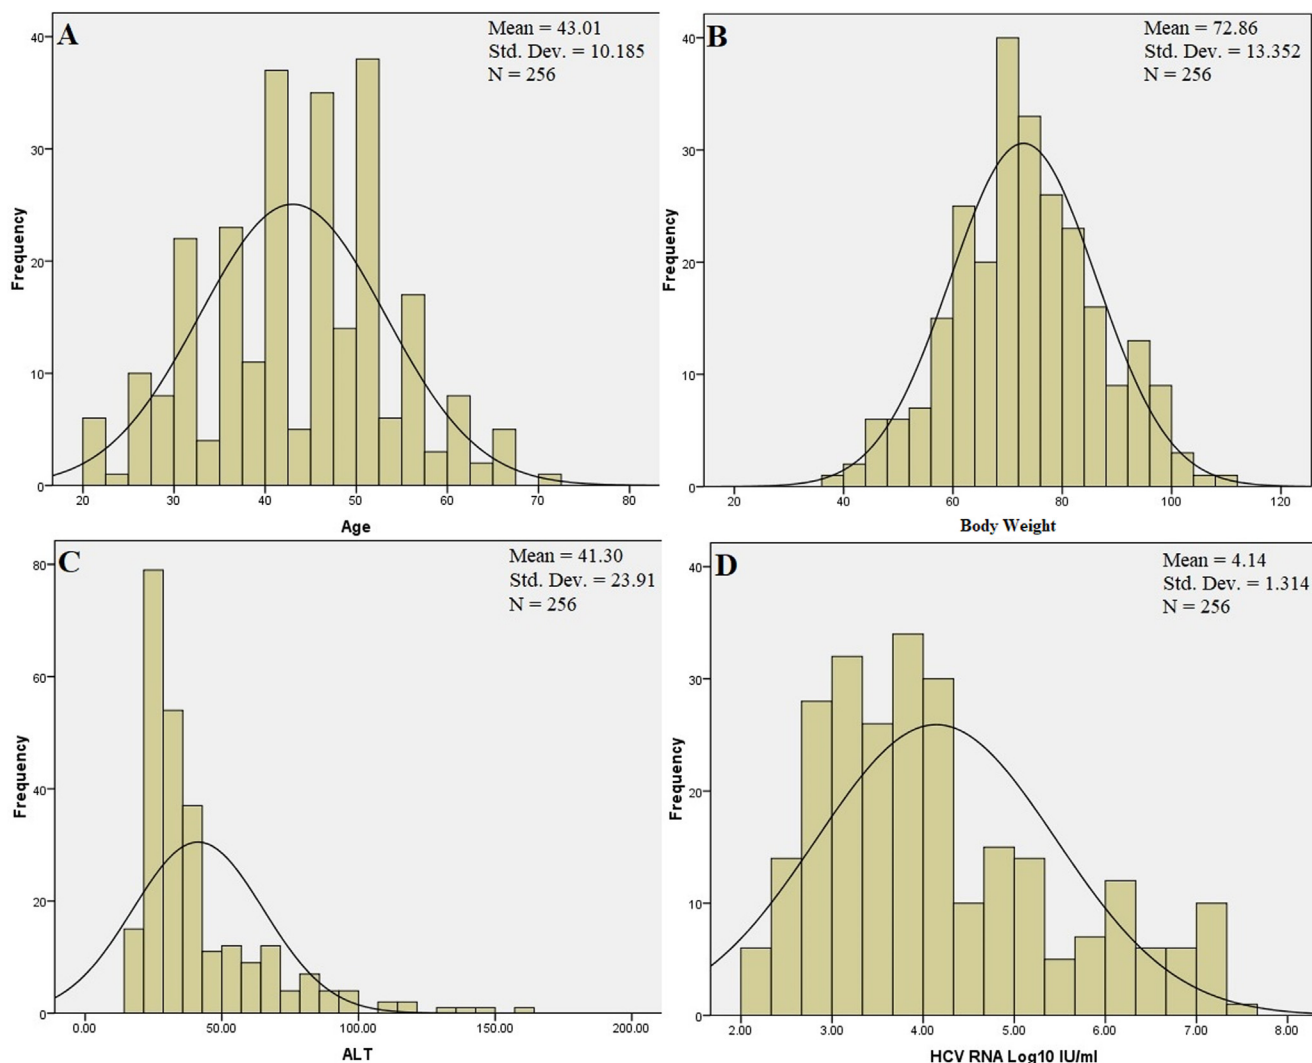 A
Mean = 43.01
Std. Dev. = 10.185
N = 256
Frequency
40
30
20
10
0
20 30 40 50 60 70 80
Age
B
Mean = 72.86
Std. Dev. = 13.352
N = 256
Frequency
40
30
20
10
0
20 40 60 80 100 120
Body Weight
C
Mean = 41.30
Std. Dev. = 23.91
N = 256
Frequency
80
60
40
20
0
0.00 50.00 100.00 150.00 200.00
ALT
D
Mean = 4.14
Std. Dev. = 1.314
N = 256
Frequency
40
30
20
10
0
2.00 3.00 4.00 5.00 6.00 7.00 8.00
HCV RNA Log10 IU/ml